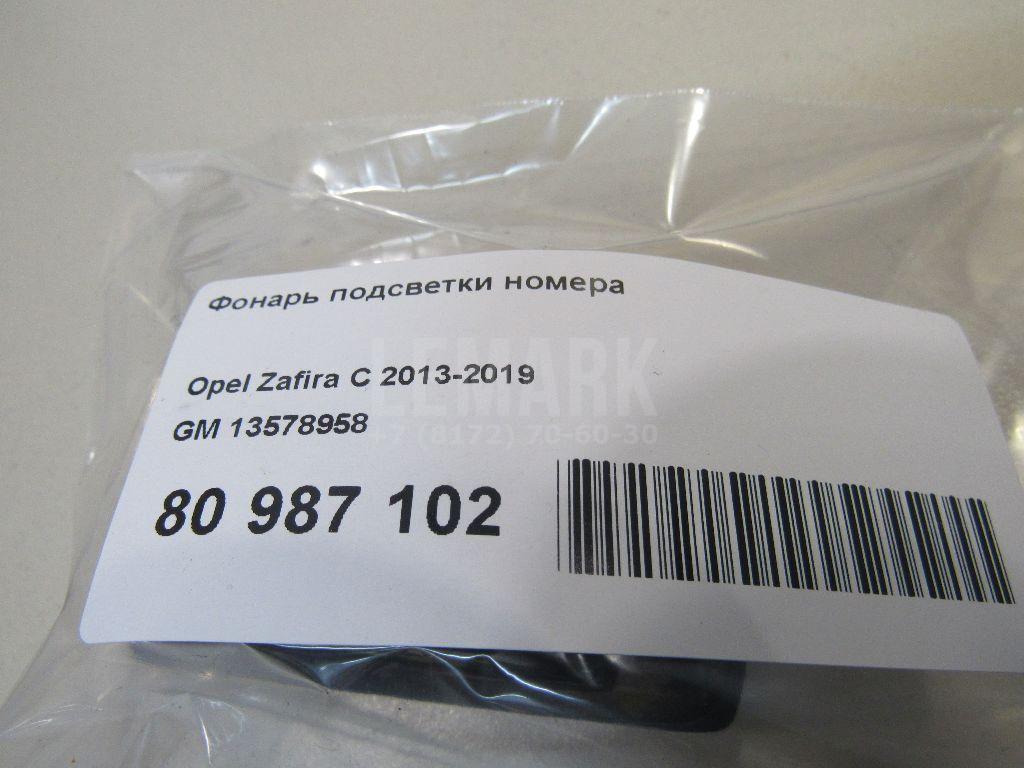 Фонарь подсветки номера
Opel Zafira C 2013-2019
LEMARK
GM 13578958
+7 (8172) 70-60-30
80 987 102